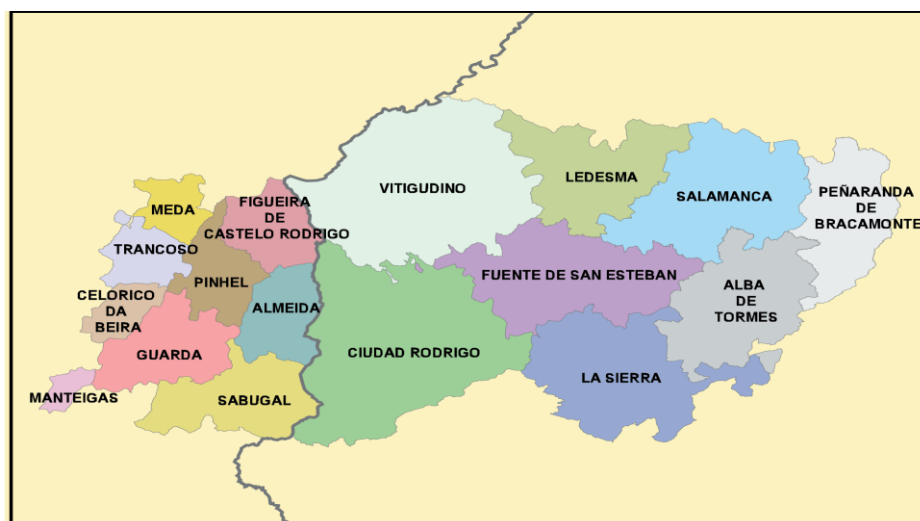 VITIGUDINO
LEDESMA
SALAMANCA
PEÑARANDA
DE
BRACAMONTE
MEDA
FIGUEIRA
DE
CASTELO RODRIGO
TRANCOSO
PINHEL
FUENTE DE SAN ESTEBAN
ALBA
DE
TORMES
CELORICO
DA
BEIRA
ALMEIDA
GUARDA
CIUDAD RODRIGO
LA SIERRA
MANTEIGAS
SABUGAL